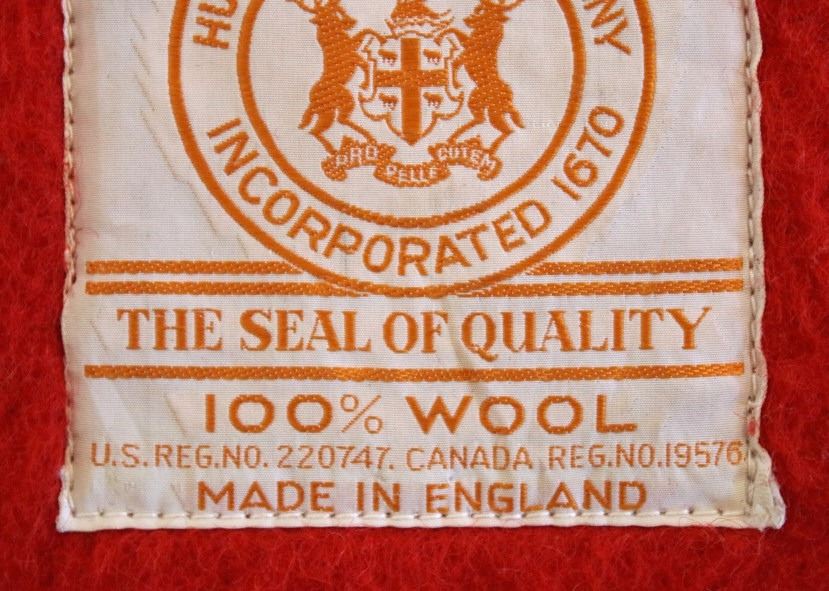 INCORPORATED 1670
PRO PELLE CUTEM
THE SEAL OF QUALITY
100% WOOL
U.S. REG.NO. 220747. CANADA REG.NO.19576
MADE IN ENGLAND